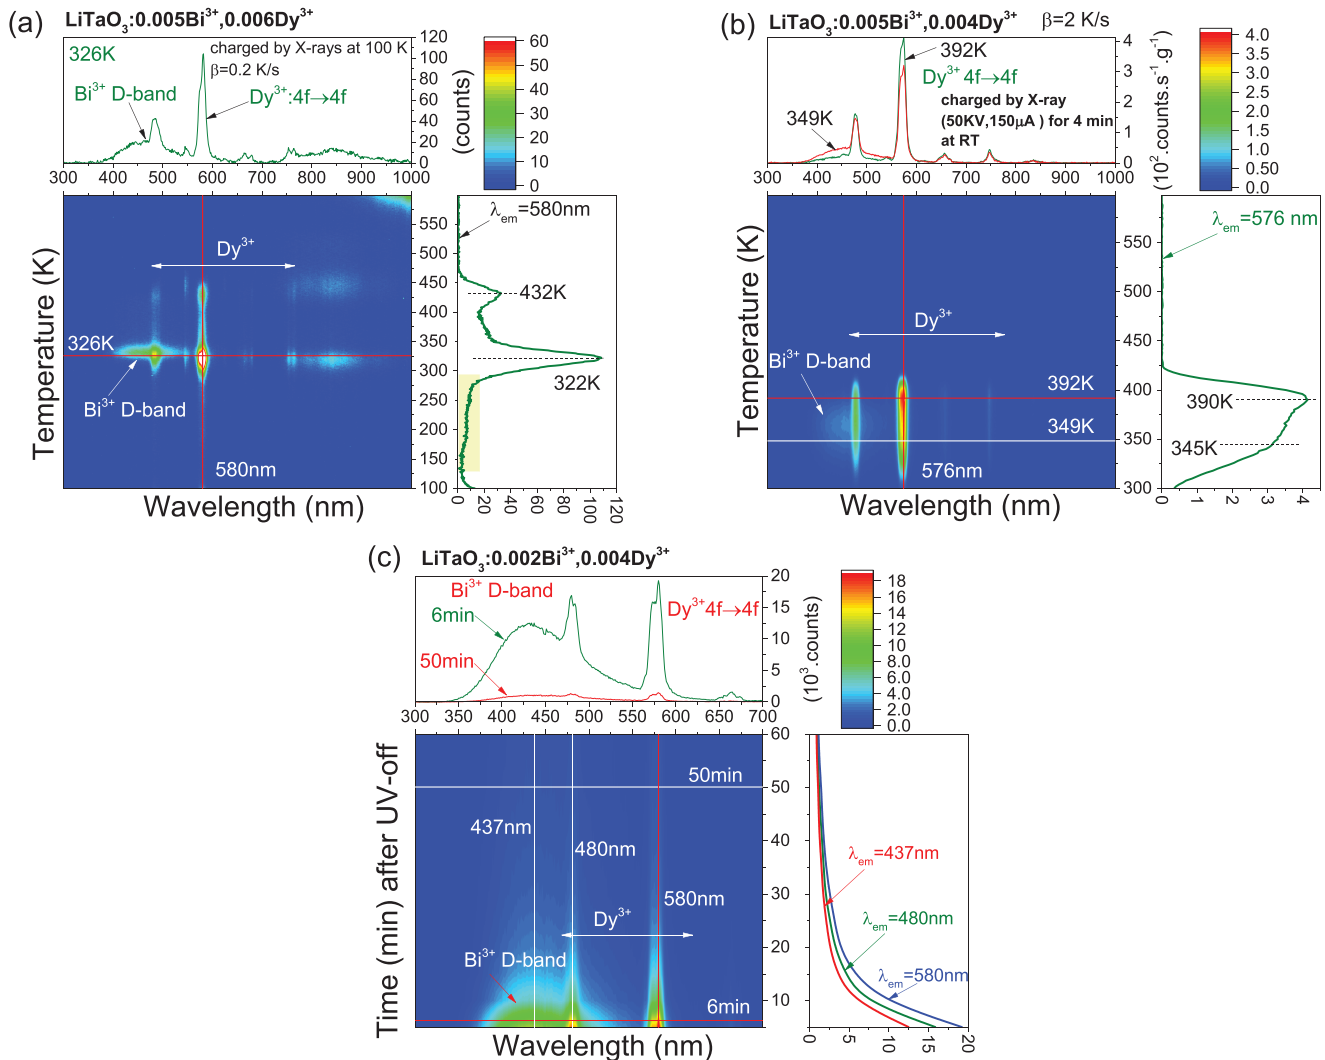 (a)
LiTaO3:0.005Bi³⁺,0.006Dy³⁺
326K
charged by X-rays at 100 K
β=0.2 K/s
Bi³⁺ D-band
Dy³⁺:4f→4f
120
100
80
60
40
20
0
300 400 500 600 700 800 900 1000
(counts)
60
50
40
30
20
10
0
Temperature (K)
Dy³⁺
326K
Bi³⁺ D-band
580nm
Wavelength (nm)
550
500
450
400
350
300
250
200
150
100
λem=580nm
432K
322K
0 20 40 60 80 100 120
(b)
LiTaO3:0.005Bi³⁺,0.004Dy³⁺
β=2 K/s
392K
Dy³⁺ 4f→4f
charged by X-ray
(50KV,150μA ) for 4 min
at RT
349K
4
3
2
1
0
300 400 500 600 700 800 900 1000
(10².counts.s⁻¹.g⁻¹)
4.0
3.5
3.0
2.5
2.0
1.5
1.0
0.50
0.0
Temperature (K)
Dy³⁺
Bi³⁺ D-band
392K
349K
576nm
Wavelength (nm)
550
500
450
400
350
300
λem=576 nm
390K
345K
0 1 2 3 4
(c)
LiTaO3:0.002Bi³⁺,0.004Dy³⁺
Bi³⁺ D-band
6min
Dy³⁺4f→4f
50min
20
15
10
5
0
300 350 400 450 500 550 600 650 700
(10³.counts)
18
16
14
12
10
8.0
6.0
4.0
2.0
0.0
Time (min) after UV-off
50min
437nm
480nm
580nm
Dy³⁺
Bi³⁺ D-band
6min
Wavelength (nm)
60
50
40
30
20
10
λem=437nm
λem=480nm
λem=580nm
0 5 10 15 20